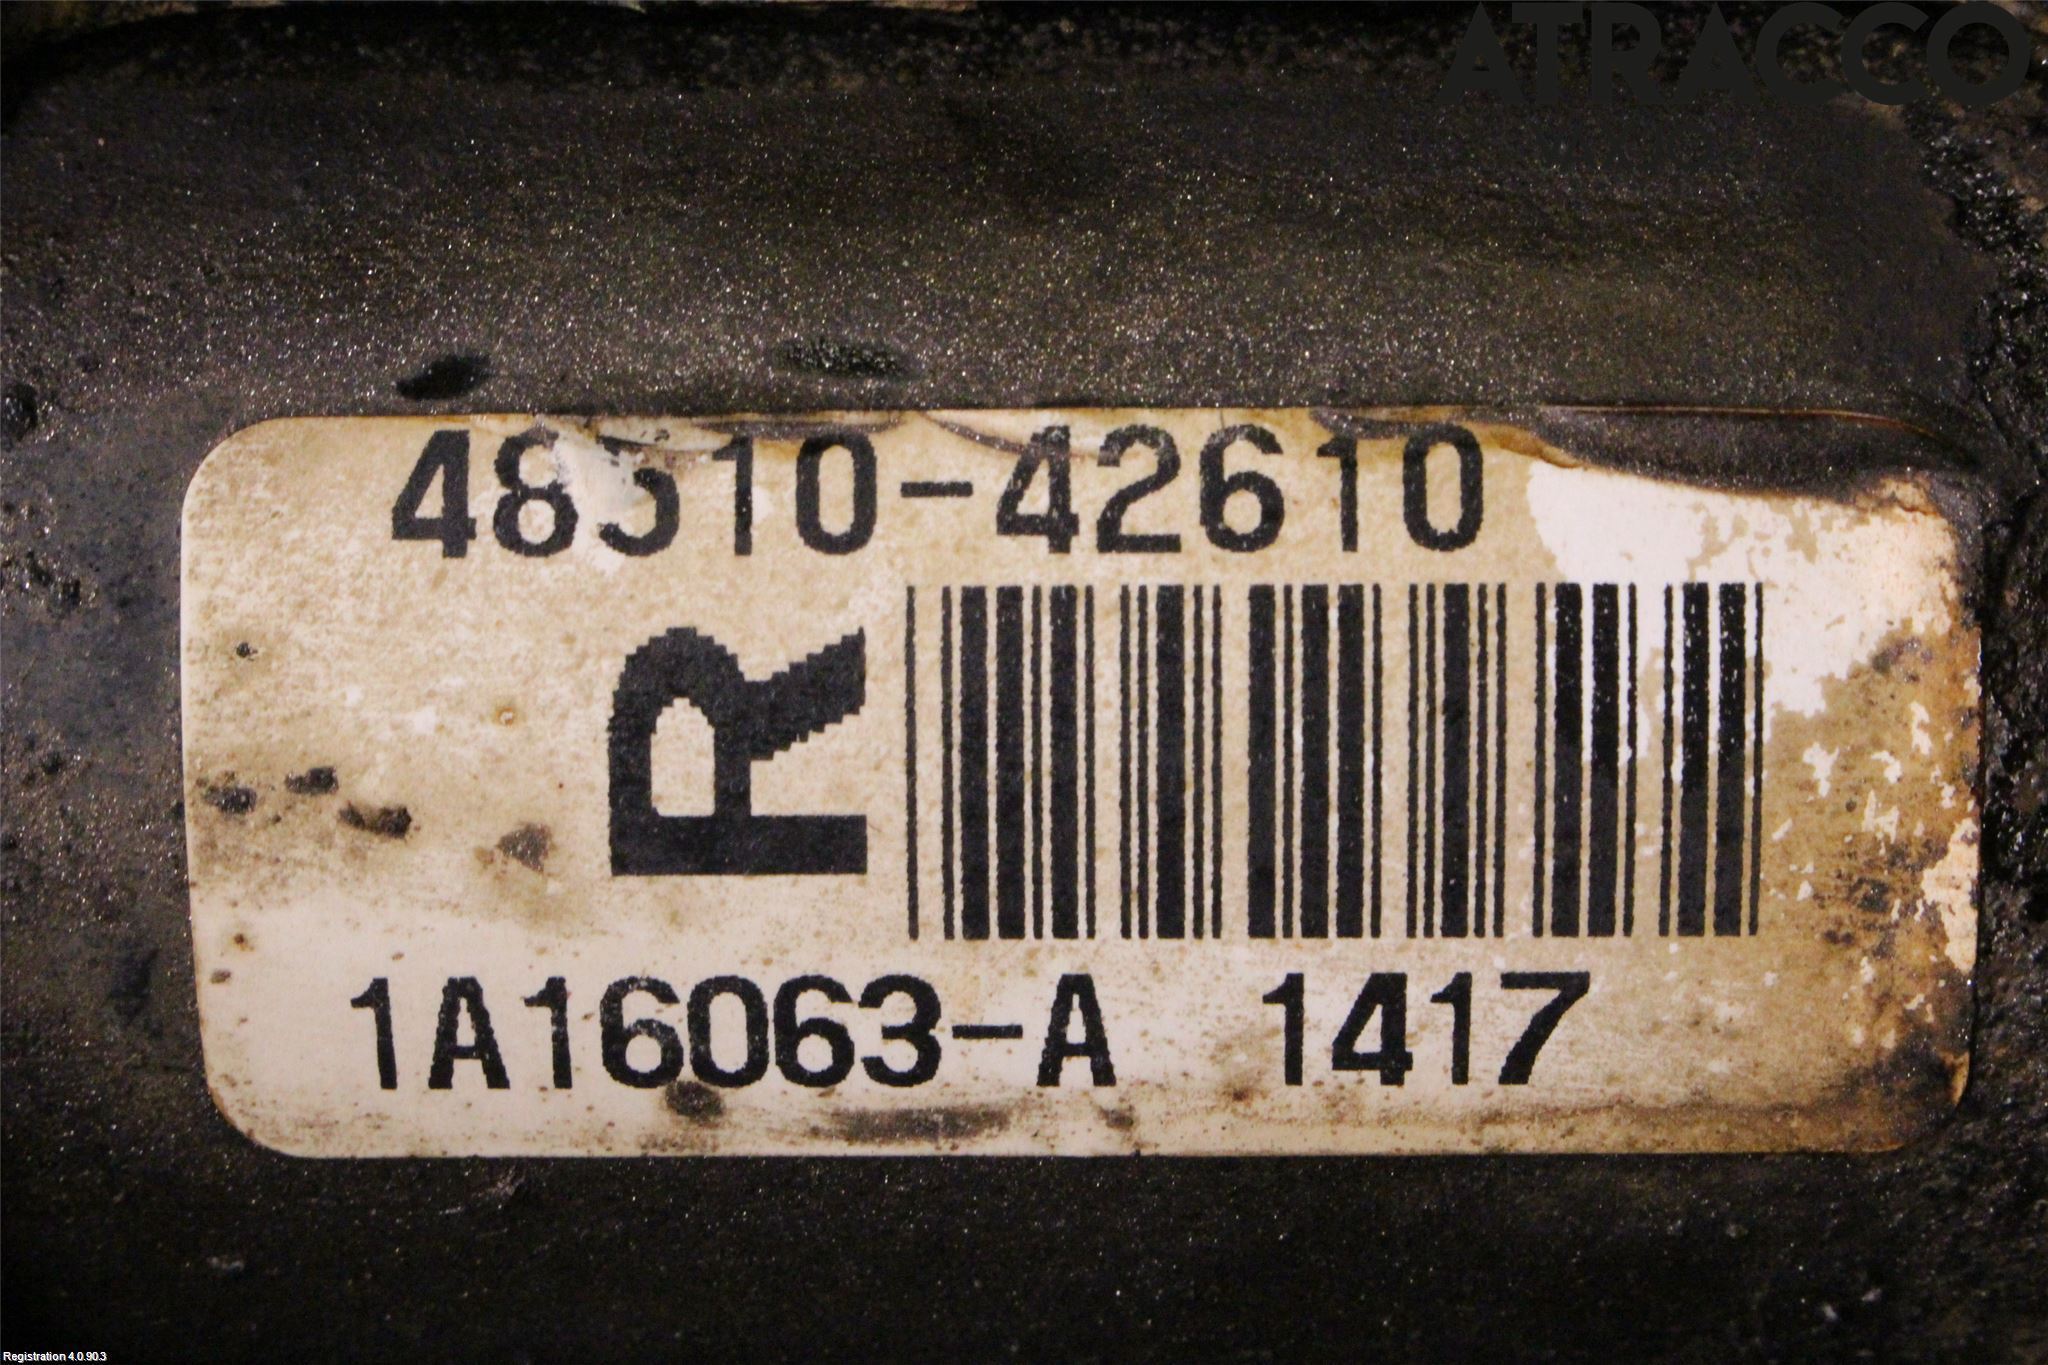 ATRACCO
48510-42610
R
1A16063-A 1417
Registration 4.0.90.3